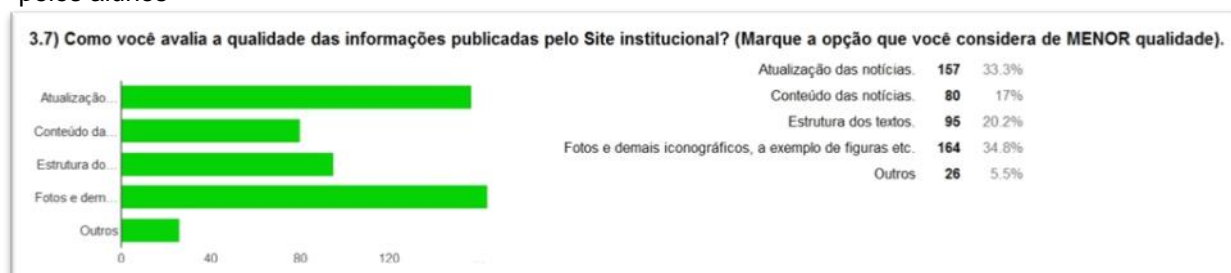 pelos alunos
3.7) Como você avalia a qualidade das informações publicadas pelo Site institucional? (Marque a opção que você considera de MENOR qualidade).
Atualização das notícias. 157 33.3%
Conteúdo das notícias. 80 17%
Estrutura dos textos. 95 20.2%
Fotos e demais iconográficos, a exemplo de figuras etc. 164 34.8%
Outros 26 5.5%
Atualização...
Conteúdo da...
Estrutura do...
Fotos e dem...
Outros
0 40 80 120 ...